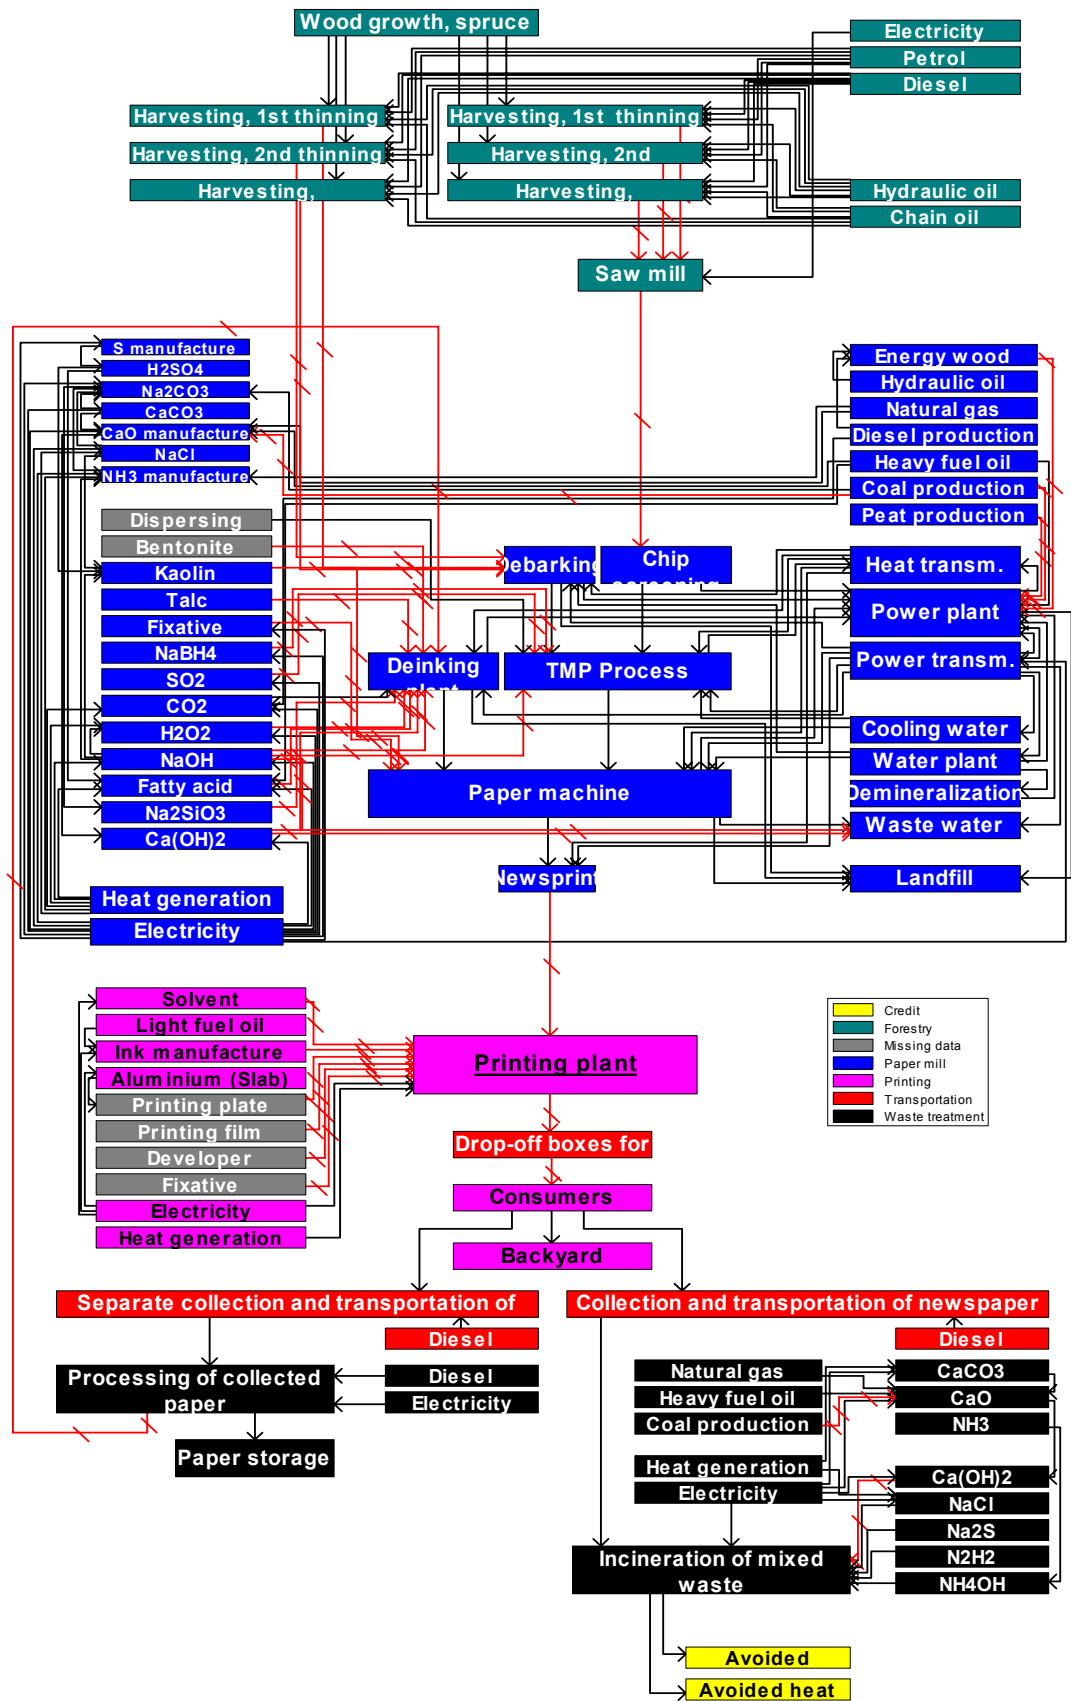 Wood growth, spruce
Electricity
Petrol
Diesel
Harvesting, 1st thinning
Harvesting, 1st thinning
Harvesting, 2nd thinning
Harvesting, 2nd
Harvesting,
Harvesting,
Hydraulic oil
Chain oil
Saw mill
S manufacture
H2SO4
Na2CO3
CaCO3
CaO manufacture
NaCl
NH3 manufacture
Energy wood
Hydraulic oil
Natural gas
Diesel production
Heavy fuel oil
Coal production
Peat production
Dispersing
Bentonite
Kaolin
Talc
Fixative
NaBH4
SO2
CO2
H2O2
NaOH
Fatty acid
Na2SiO3
Ca(OH)2
Heat generation
Electricity
Debarking
Chip
screening
Deinking
plant
TMP Process
Paper machine
Newsprint
Heat transm.
Power plant
Power transm.
Cooling water
Water plant
Demineralization
Waste water
Landfill
Solvent
Light fuel oil
Ink manufacture
Aluminium (Slab)
Printing plate
Printing film
Developer
Fixative
Electricity
Heat generation
Printing plant
Credit
Forestry
Missing data
Paper mill
Printing
Transportation
Waste treatment
Drop-off boxes for
Consumers
Backyard
Separate collection and transportation of
Diesel
Collection and transportation of newspaper
Diesel
Processing of collected
paper
Diesel
Electricity
Paper storage
Natural gas
Heavy fuel oil
Coal production
Heat generation
Electricity
CaCO3
CaO
NH3
Ca(OH)2
NaCl
Na2S
N2H2
NH4OH
Incineration of mixed
waste
Avoided
Avoided heat